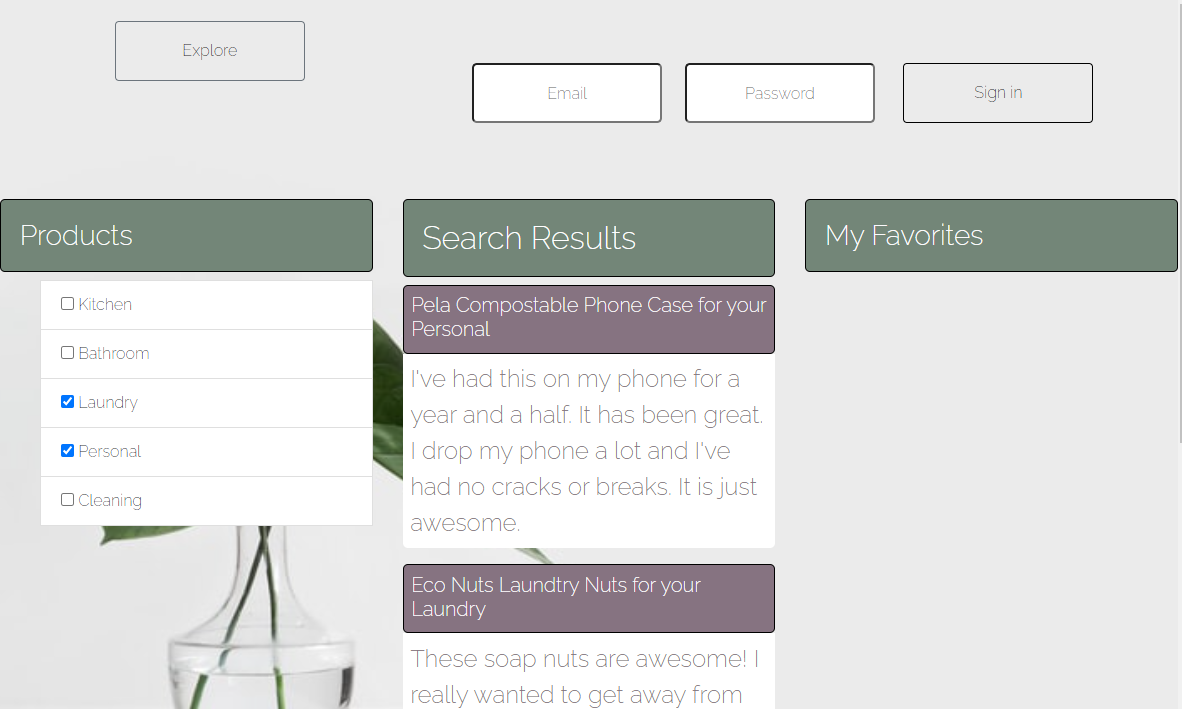 Explore
Email
Password
Sign in
Products
Kitchen
Bathroom
Laundry
Personal
Cleaning
Search Results
Pela Compostable Phone Case for your
Personal
I've had this on my phone for a
year and a half. It has been great.
I drop my phone a lot and I've
had no cracks or breaks. It is just
awesome.
Eco Nuts Laundtry Nuts for your
Laundry
These soap nuts are awesome! I
really wanted to get away from
My Favorites